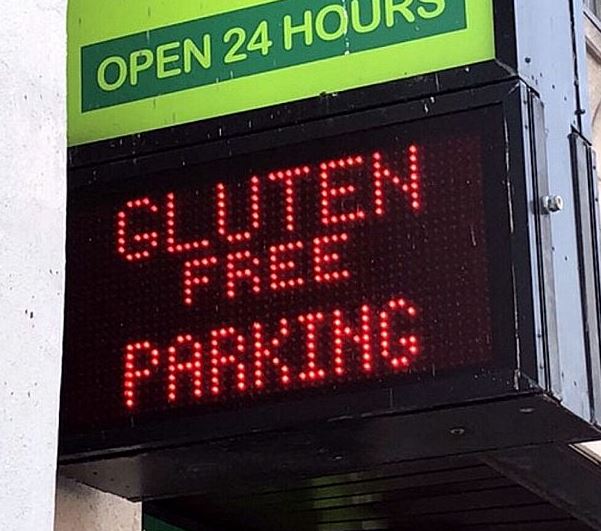 OPEN 24 HOURS
GLUTEN
FREE
PARKING